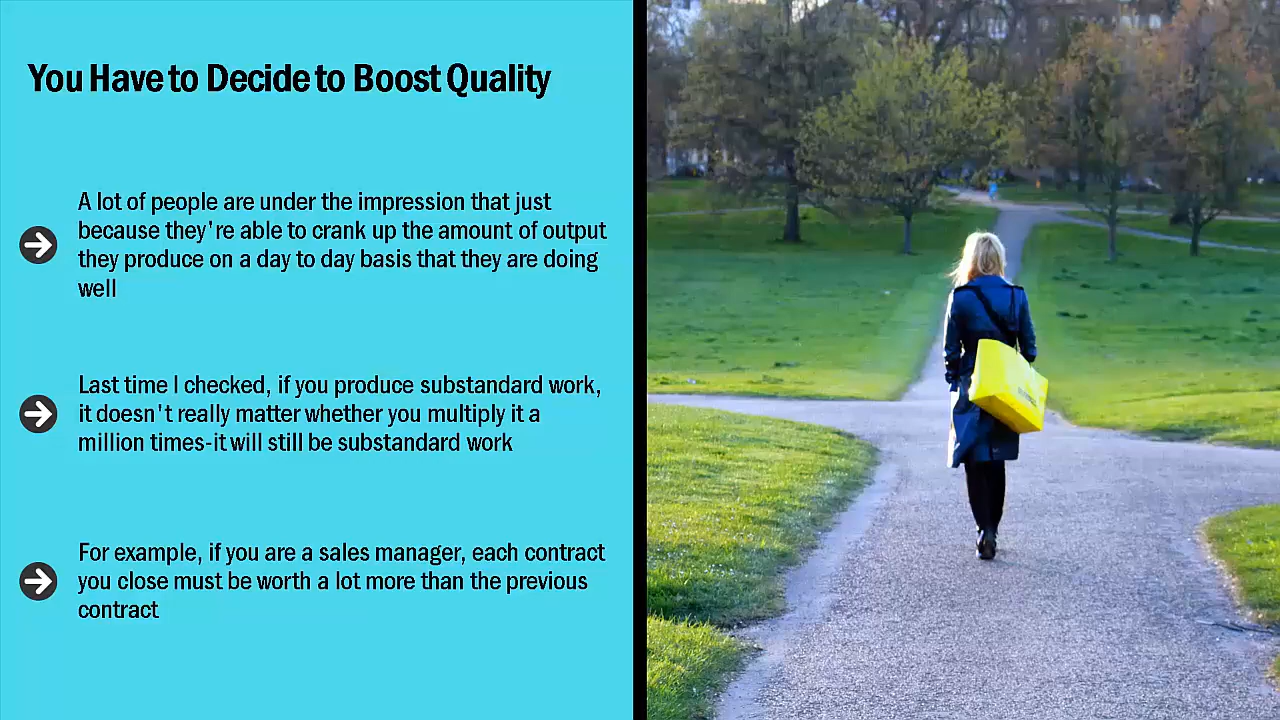 You Have to Decide to Boost Quality
A lot of people are under the impression that just
because they're able to crank up the amount of output
they produce on a day to day basis that they are doing
well
Last time I checked, if you produce substandard work,
it doesn't really matter whether you multiply it a
million times-it will still be substandard work
For example, if you are a sales manager, each contract
you close must be worth a lot more than the previous
contract